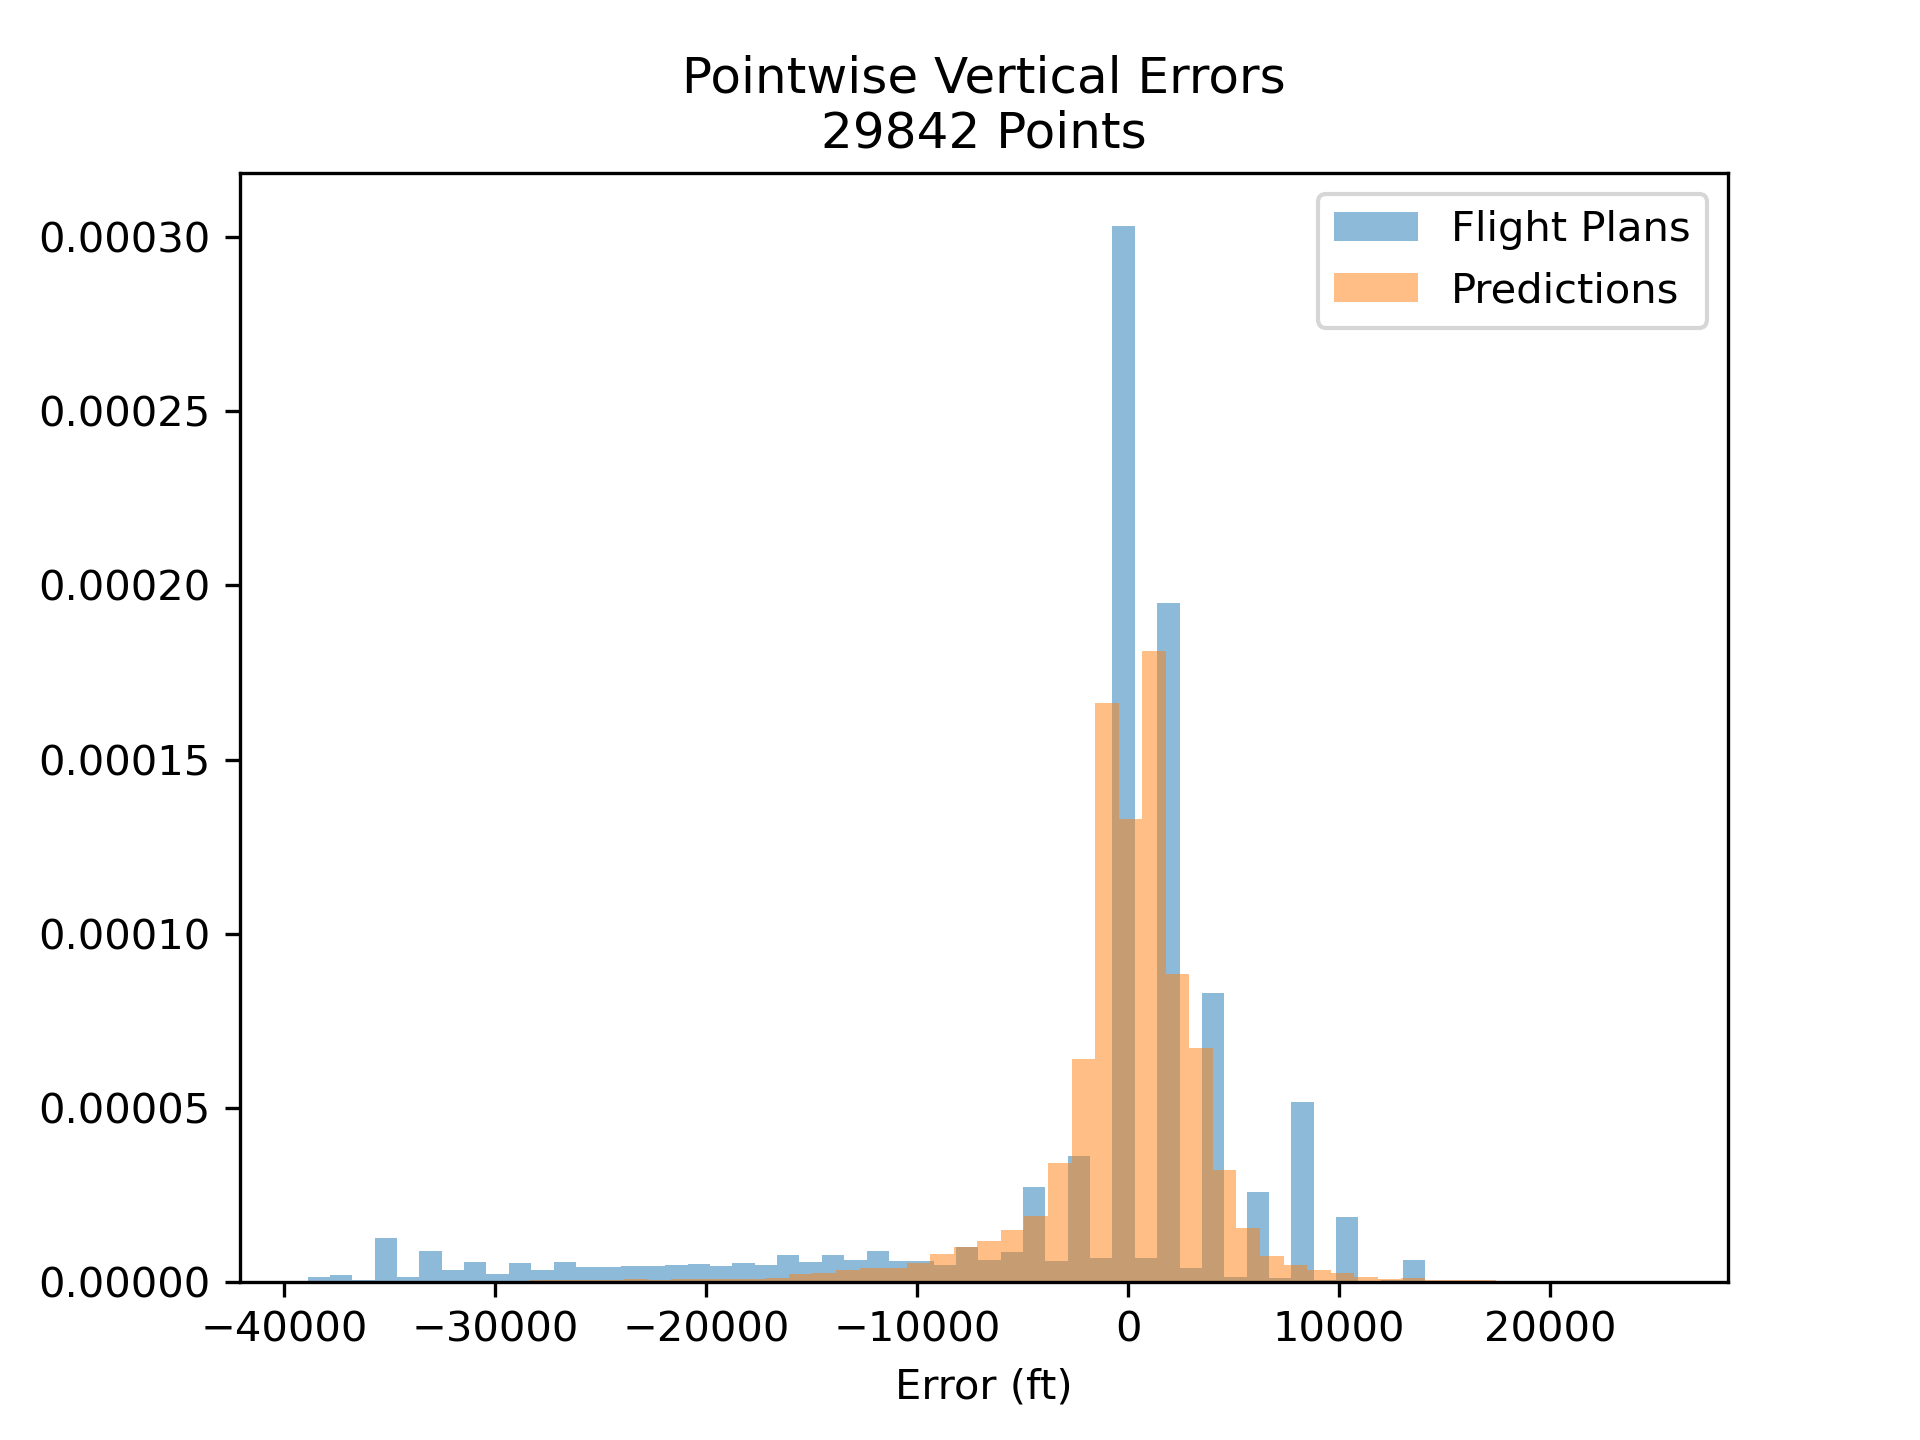 Pointwise Vertical Errors
29842 Points
Flight Plans
Predictions
0.00030
0.00025
0.00020
0.00015
0.00010
0.00005
0.00000
−40000 −30000 −20000 −10000 0 10000 20000
Error (ft)